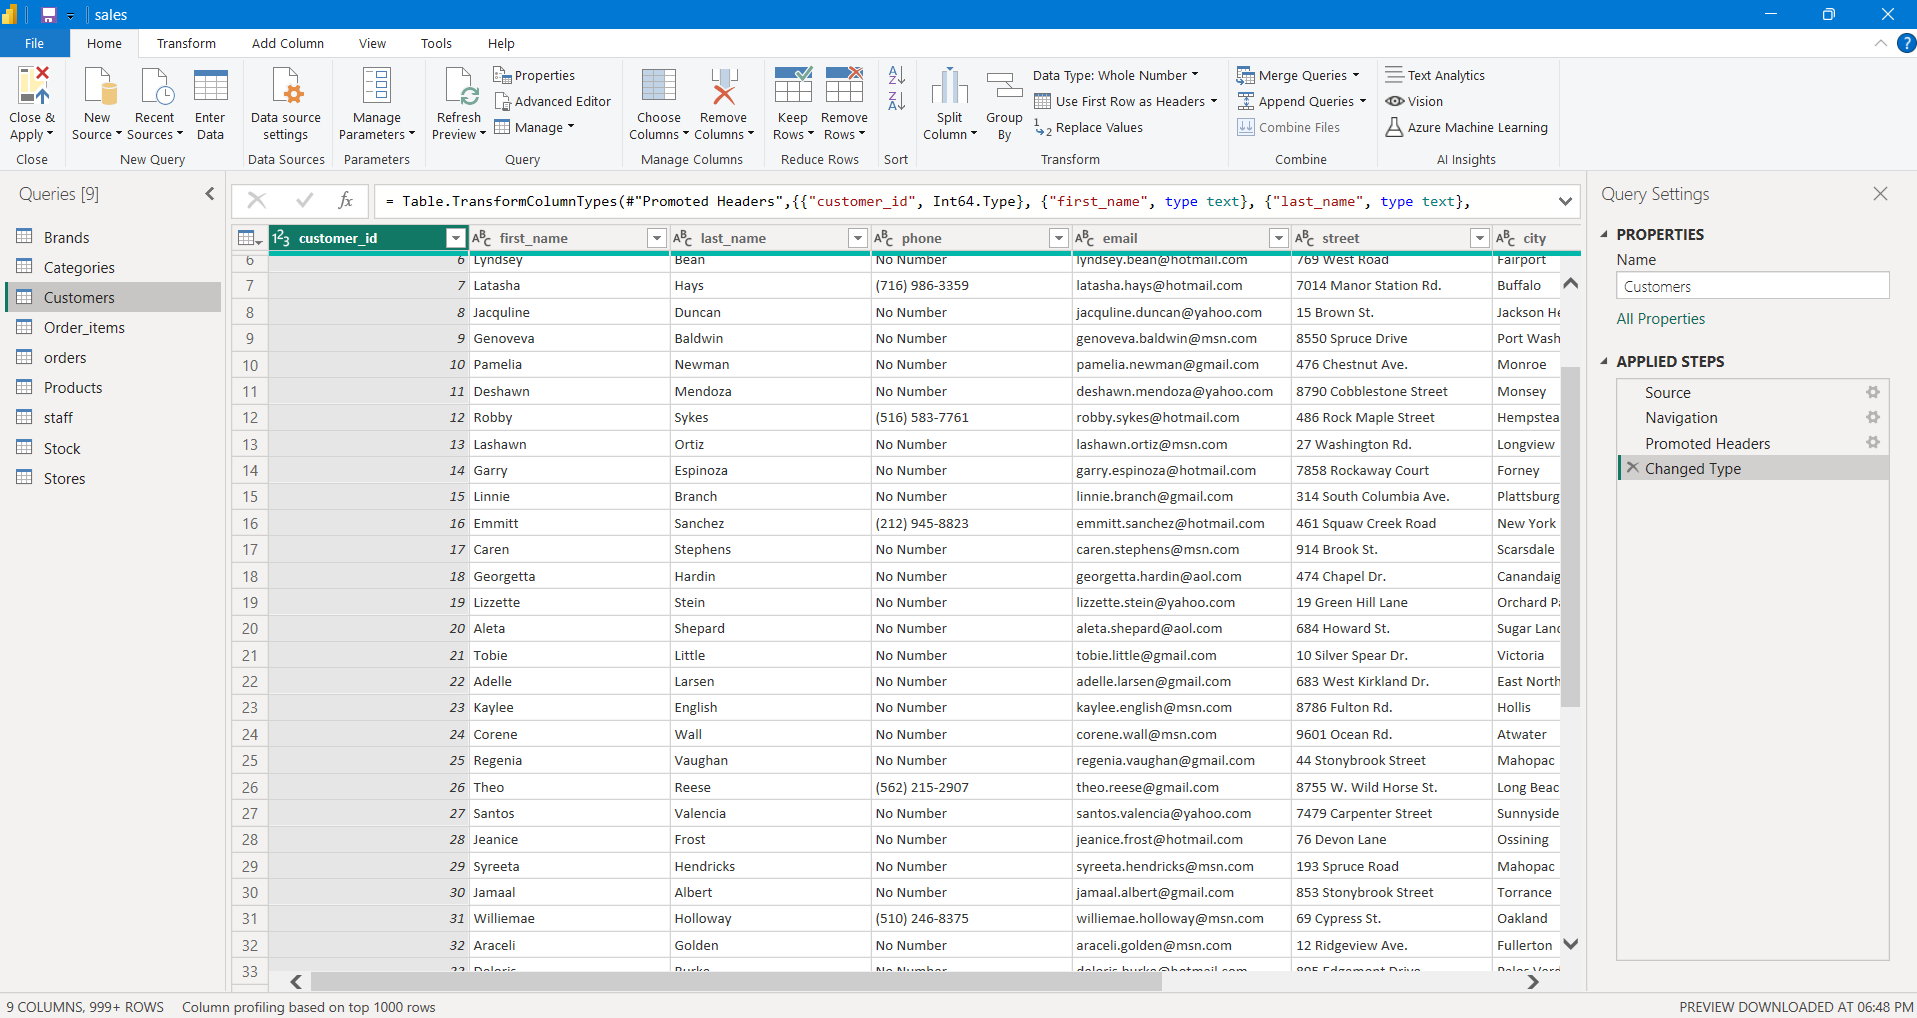 sales
File Home Transform Add Column View Tools Help
Close & Apply
Close
New Source
Recent Sources
Enter Data
New Query
Data source settings
Data Sources
Manage Parameters
Parameters
Refresh Preview
Properties
Advanced Editor
Manage
Query
Choose Columns
Remove Columns
Manage Columns
Keep Rows
Remove Rows
Reduce Rows
Sort
Split Column
Group By
Data Type: Whole Number
Use First Row as Headers
Replace Values
Transform
Merge Queries
Append Queries
Combine Files
Combine
Text Analytics
Vision
Azure Machine Learning
AI Insights
Queries [9]
Brands
Categories
Customers
Order_items
orders
Products
staff
Stock
Stores
fx = Table.TransformColumnTypes(#"Promoted Headers",{{"customer_id", Int64.Type}, {"first_name", type text}, {"last_name", type text},
123 customer_id ABC first_name ABC last_name ABC phone ABC email ABC street ABC city
6 6 Lyndsey Bean No Number lyndsey.bean@hotmail.com 769 West Road Fairport
7 7 Latasha Hays (716) 986-3359 latasha.hays@hotmail.com 7014 Manor Station Rd. Buffalo
8 8 Jacquline Duncan No Number jacquline.duncan@yahoo.com 15 Brown St. Jackson He
9 9 Genoveva Baldwin No Number genoveva.baldwin@msn.com 8550 Spruce Drive Port Wash
10 10 Pamelia Newman No Number pamelia.newman@gmail.com 476 Chestnut Ave. Monroe
11 11 Deshawn Mendoza No Number deshawn.mendoza@yahoo.com 8790 Cobblestone Street Monsey
12 12 Robby Sykes (516) 583-7761 robby.sykes@hotmail.com 486 Rock Maple Street Hempstea
13 13 Lashawn Ortiz No Number lashawn.ortiz@msn.com 27 Washington Rd. Longview
14 14 Garry Espinoza No Number garry.espinoza@hotmail.com 7858 Rockaway Court Forney
15 15 Linnie Branch No Number linnie.branch@gmail.com 314 South Columbia Ave. Plattsburg
16 16 Emmitt Sanchez (212) 945-8823 emmitt.sanchez@hotmail.com 461 Squaw Creek Road New York
17 17 Caren Stephens No Number caren.stephens@msn.com 914 Brook St. Scarsdale
18 18 Georgetta Hardin No Number georgetta.hardin@aol.com 474 Chapel Dr. Canandaig
19 19 Lizzette Stein No Number lizzette.stein@yahoo.com 19 Green Hill Lane Orchard Pa
20 20 Aleta Shepard No Number aleta.shepard@aol.com 684 Howard St. Sugar Land
21 21 Tobie Little No Number tobie.little@gmail.com 10 Silver Spear Dr. Victoria
22 22 Adelle Larsen No Number adelle.larsen@gmail.com 683 West Kirkland Dr. East North
23 23 Kaylee English No Number kaylee.english@msn.com 8786 Fulton Rd. Hollis
24 24 Corene Wall No Number corene.wall@msn.com 9601 Ocean Rd. Atwater
25 25 Regenia Vaughan No Number regenia.vaughan@gmail.com 44 Stonybrook Street Mahopac
26 26 Theo Reese (562) 215-2907 theo.reese@gmail.com 8755 W. Wild Horse St. Long Beac
27 27 Santos Valencia No Number santos.valencia@yahoo.com 7479 Carpenter Street Sunnyside
28 28 Jeanice Frost No Number jeanice.frost@hotmail.com 76 Devon Lane Ossining
29 29 Syreeta Hendricks No Number syreeta.hendricks@msn.com 193 Spruce Road Mahopac
30 30 Jamaal Albert No Number jamaal.albert@gmail.com 853 Stonybrook Street Torrance
31 31 Williemae Holloway (510) 246-8375 williemae.holloway@msn.com 69 Cypress St. Oakland
32 32 Araceli Golden No Number araceli.golden@msn.com 12 Ridgeview Ave. Fullerton
33 33 Deloris Burke No Number deloris.burke@hotmail.com 895 Edgemont Drive Palos Verd
Query Settings
PROPERTIES
Name
Customers
All Properties
APPLIED STEPS
Source
Navigation
Promoted Headers
Changed Type
9 COLUMNS, 999+ ROWS Column profiling based on top 1000 rows PREVIEW DOWNLOADED AT 06:48 PM